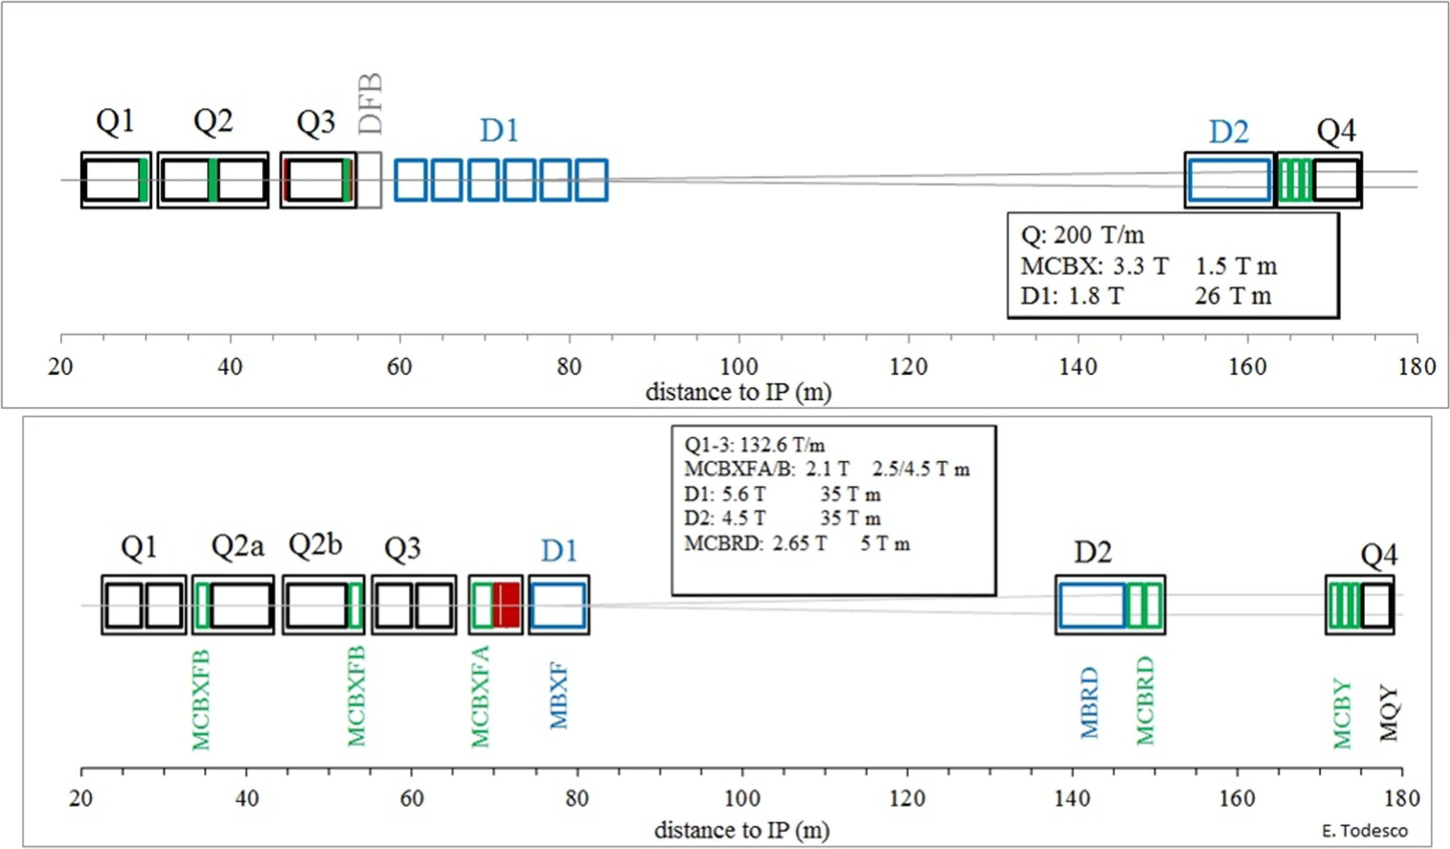 Q1 Q2 Q3 DFB D1 D2 Q4
Q: 200 T/m
MCBX: 3.3 T 1.5 T m
D1: 1.8 T 26 T m
20 40 60 80 100 120 140 160 180
distance to IP (m)
Q1-3: 132.6 T/m
MCBXFA/B: 2.1 T 2.5/4.5 T m
D1: 5.6 T 35 T m
D2: 4.5 T 35 T m
MCBRD: 2.65 T 5 T m
Q1 Q2a Q2b Q3 D1 D2 Q4
MCBXFB MCBXFB MCBXFA MBXF MBRD MCBRD MCBY MQY
20 40 60 80 100 120 140 160 180
distance to IP (m)
E. Todesco